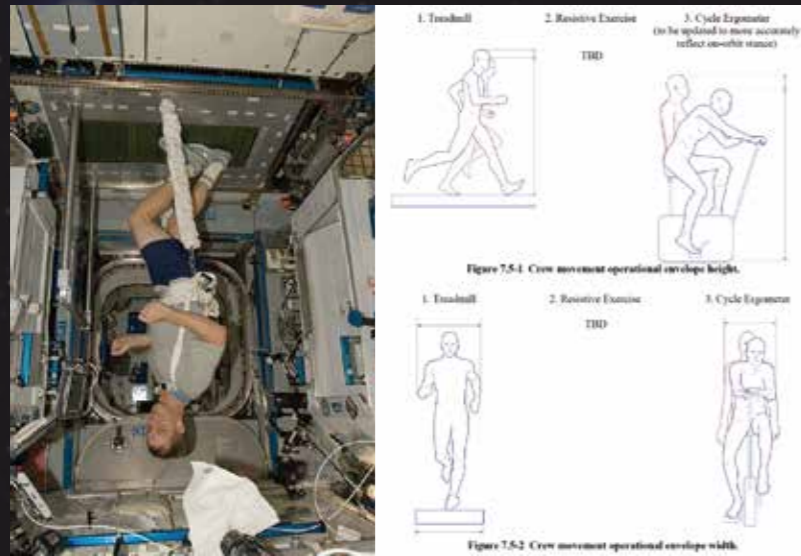 1. Treadmill
2. Resistive Exercise
3. Cycle Ergometer
(to be updated to more accurately
reflect on-orbit stance)
TBD
Figure 7.5-1 Crew movement operational envelope height.
1. Treadmill
2. Resistive Exercise
3. Cycle Ergometer
TBD
Figure 7.5-2 Crew movement operational envelope width.